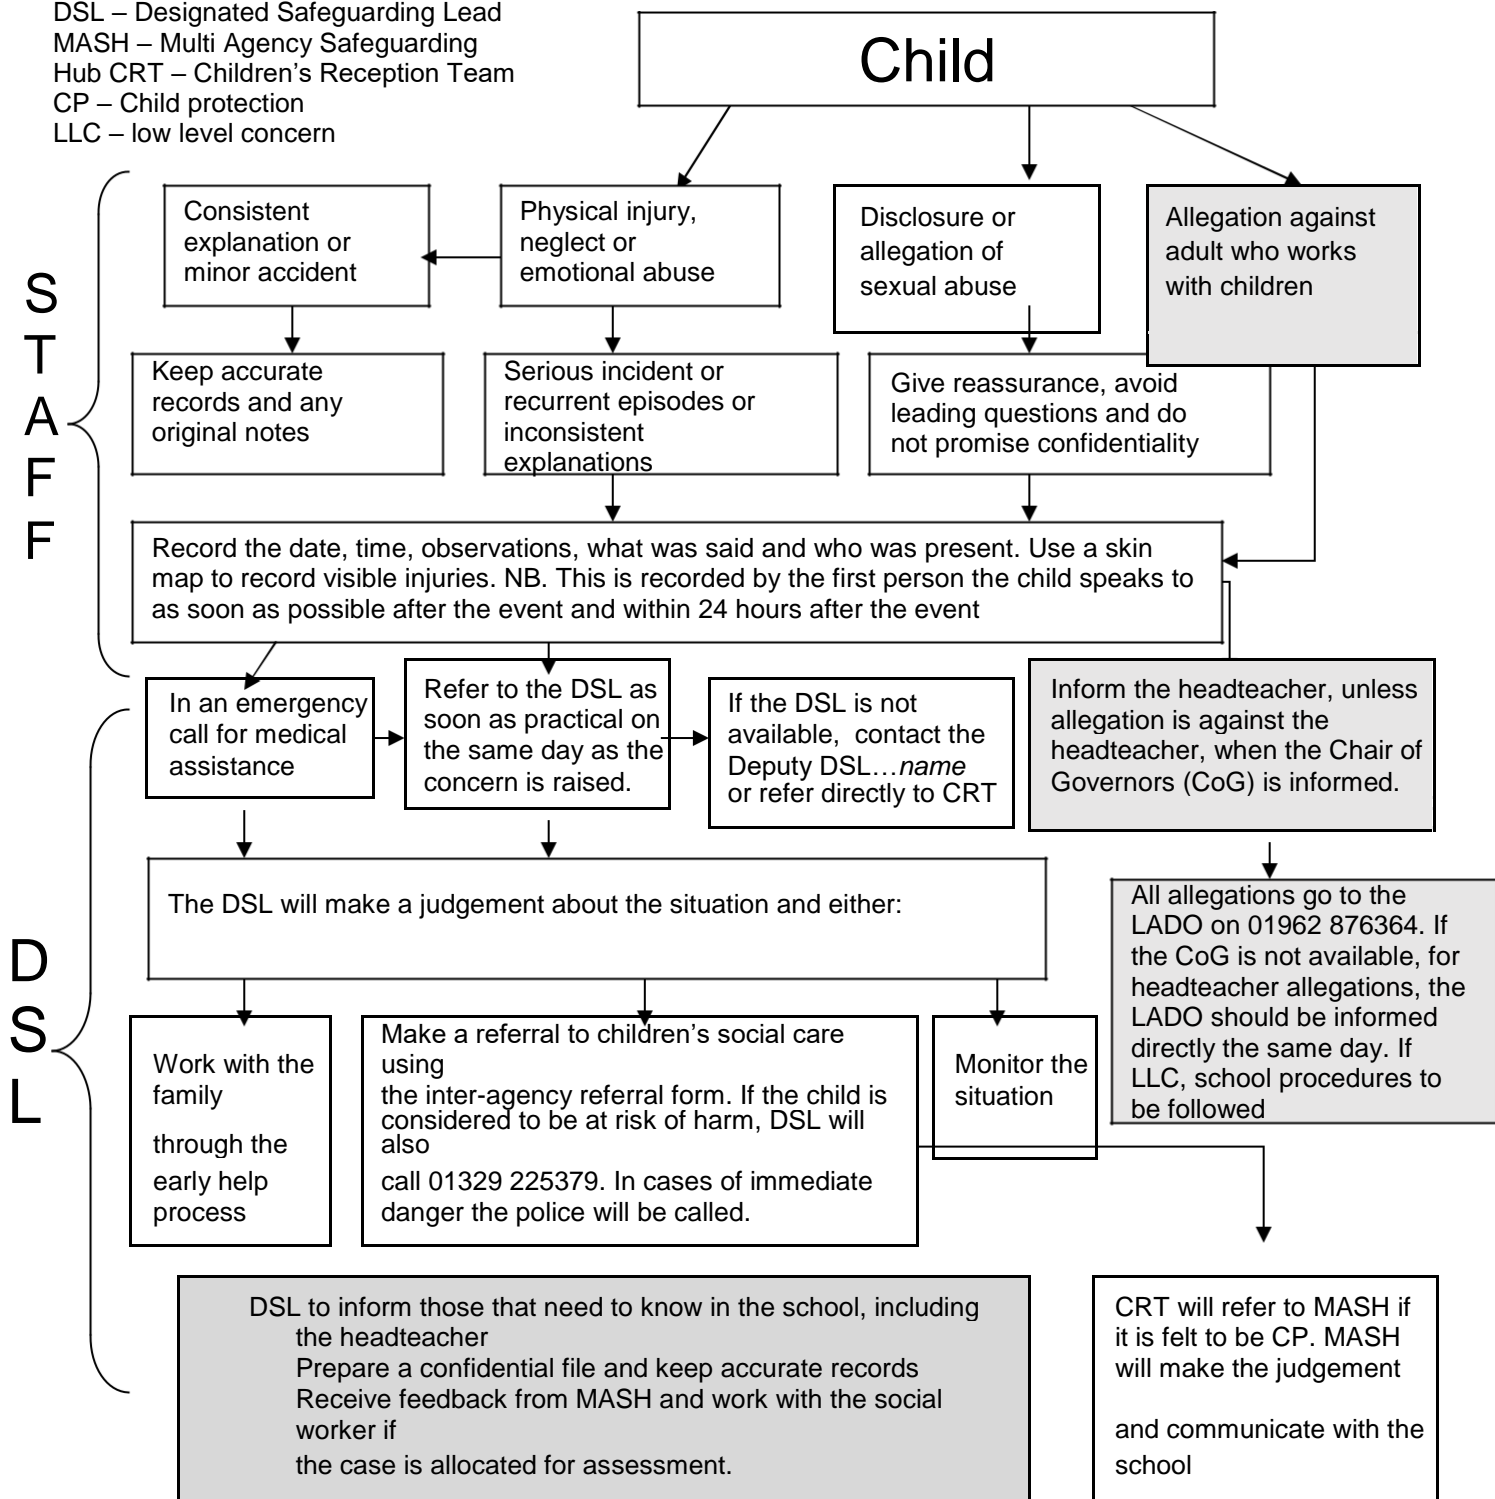 DSL – Designated Safeguarding Lead
MASH – Multi Agency Safeguarding
Hub CRT – Children's Reception Team
CP – Child protection
LLC – low level concern
Child
S
T
A
F
F
Consistent
explanation or
minor accident
Physical injury,
neglect or
emotional abuse
Disclosure or
allegation of
sexual abuse
Allegation against
adult who works
with children
Keep accurate
records and any
original notes
Serious incident or
recurrent episodes or
inconsistent
explanations
Give reassurance, avoid
leading questions and do
not promise confidentiality
Record the date, time, observations, what was said and who was present. Use a skin
map to record visible injuries. NB. This is recorded by the first person the child speaks to
as soon as possible after the event and within 24 hours after the event
D
S
L
In an emergency
call for medical
assistance
Refer to the DSL as
soon as practical on
the same day as the
concern is raised.
If the DSL is not
available, contact the
Deputy DSL…name
or refer directly to CRT
Inform the headteacher, unless
allegation is against the
headteacher, when the Chair of
Governors (CoG) is informed.
The DSL will make a judgement about the situation and either:
All allegations go to the
LADO on 01962 876364. If
the CoG is not available, for
headteacher allegations, the
LADO should be informed
directly the same day. If
LLC, school procedures to
be followed
Work with the
family
through the
early help
process
Make a referral to children's social care
using
the inter-agency referral form. If the child is
considered to be at risk of harm, DSL will
also
call 01329 225379. In cases of immediate
danger the police will be called.
Monitor the
situation
DSL to inform those that need to know in the school, including
the headteacher
Prepare a confidential file and keep accurate records
Receive feedback from MASH and work with the social
worker if
the case is allocated for assessment.
CRT will refer to MASH if
it is felt to be CP. MASH
will make the judgement
and communicate with the
school